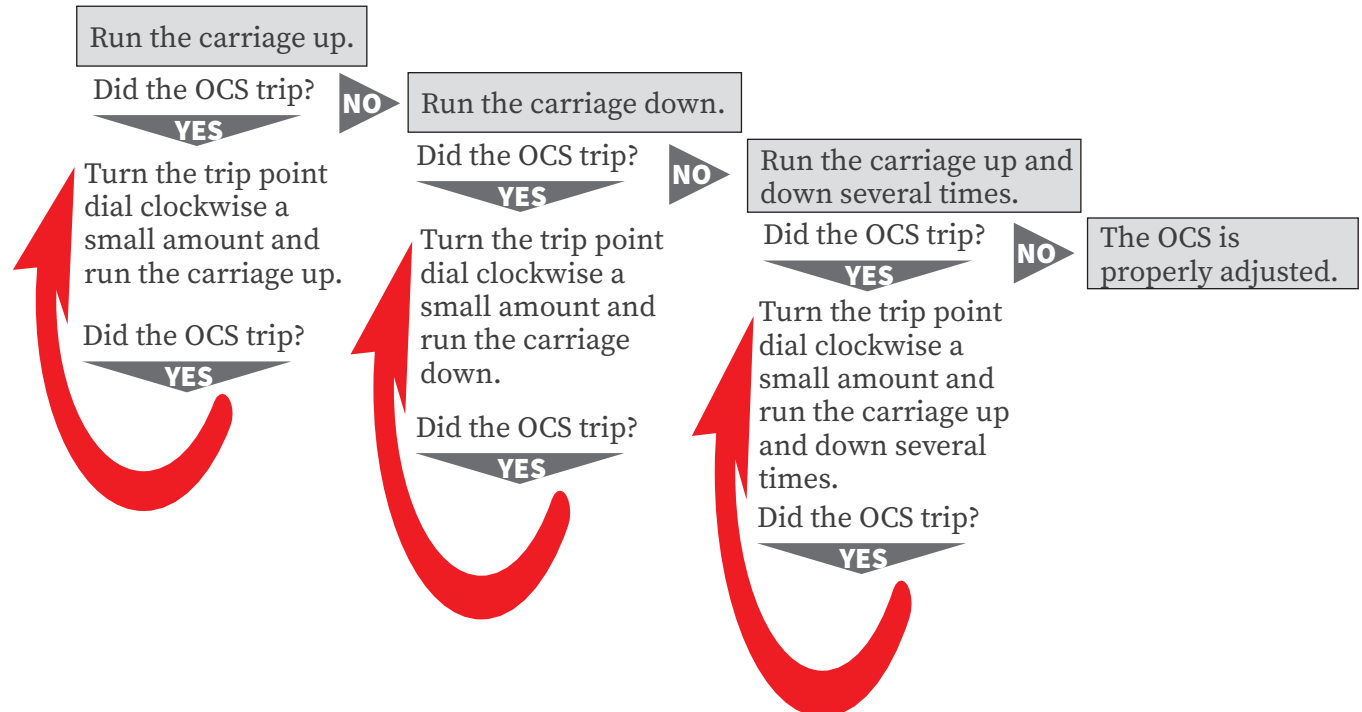 Run the carriage up.
Did the OCS trip?
NO
YES
Turn the trip point
dial clockwise a
small amount and
run the carriage up.
Did the OCS trip?
YES
Run the carriage down.
Did the OCS trip?
NO
YES
Turn the trip point
dial clockwise a
small amount and
run the carriage
down.
Did the OCS trip?
YES
Run the carriage up and
down several times.
Did the OCS trip?
NO
YES
Turn the trip point
dial clockwise a
small amount and
run the carriage up
and down several
times.
Did the OCS trip?
YES
The OCS is
properly adjusted.